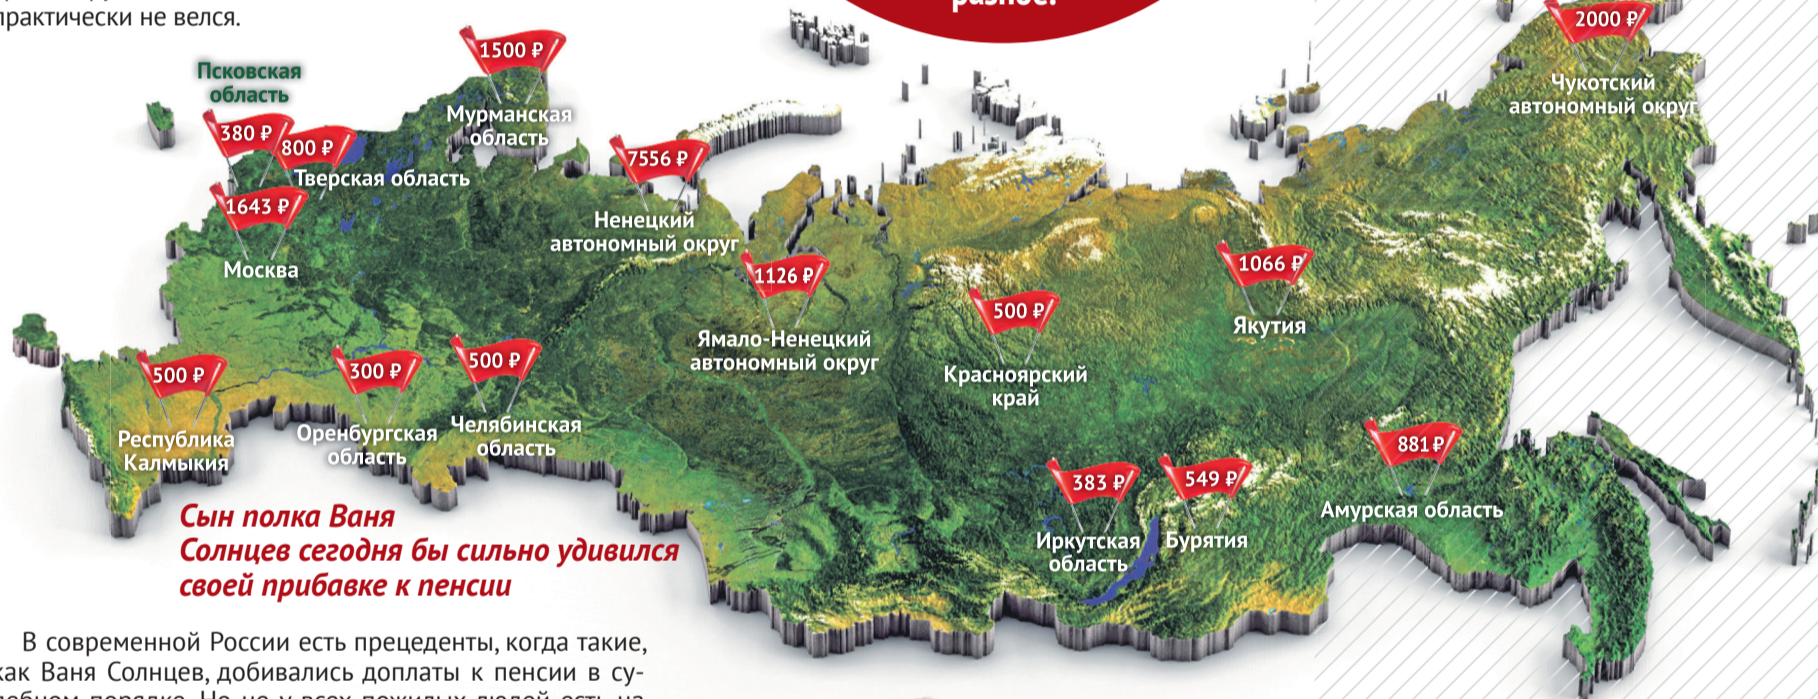 практически не велся.
разное.
Псковская
область
380 ₽
800 ₽
Тверская область
1643 ₽
Москва
1500 ₽
Мурманская
область
7556 ₽
Ненецкий
автономный округ
1126 ₽
Ямало-Ненецкий
автономный округ
500 ₽
Красноярский
край
1066 ₽
Якутия
2000 ₽
Чукотский
автономный округ
500 ₽
Республика
Калмыкия
300 ₽
Оренбургская
область
500 ₽
Челябинская
область
383 ₽
Иркутская
область
549 ₽
Бурятия
881 ₽
Амурская область
Сын полка Ваня
Солнцев сегодня бы сильно удивился
своей прибавке к пенсии
В современной России есть прецеденты, когда такие,
как Ваня Солнцев, добивались доплаты к пенсии в су-